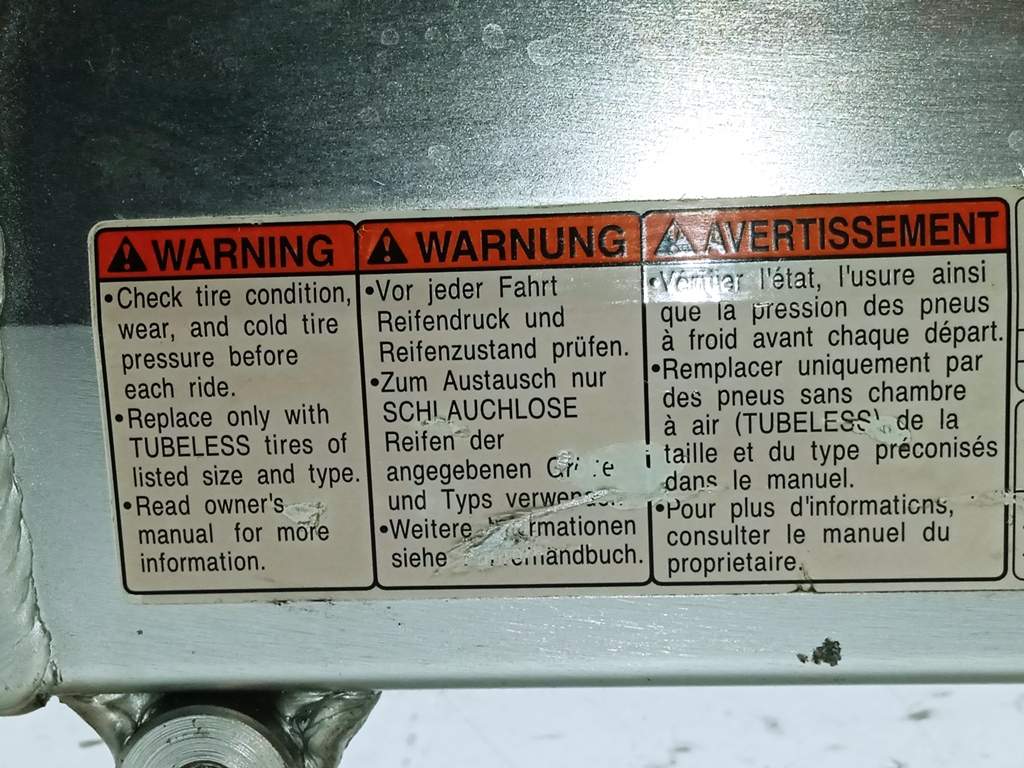 WARNING
•Check tire condition,
wear, and cold tire
pressure before
each ride.
•Replace only with
TUBELESS tires of
listed size and type.
•Read owner's
manual for more
information.
WARNUNG
•Vor jeder Fahrt
Reifendruck und
Reifenzustand prüfen.
•Zum Austausch nur
SCHLAUCHLOSE
Reifen der
angegebenen
und Typs
•Weitere
siehe
AVERTISSEMENT
•Vérifier l'état, l'usure ainsi
que la pression des pneus
à froid avant chaque départ.
•Remplacer uniquement par
des pneus sans chambre
à air (TUBELESS) de la
taille et du type préconisés
dans le manuel.
•Pour plus d'informations,
consulter le manuel du
proprietaire.